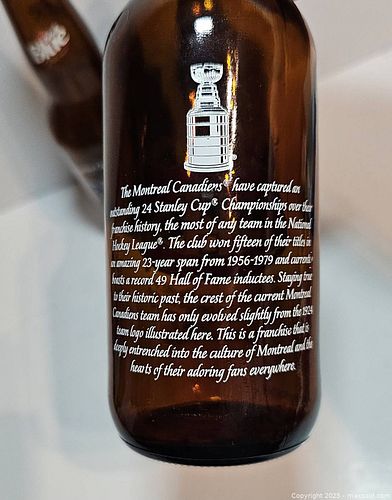 The Montreal Canadiens® have captured an
outstanding 24 Stanley Cup® Championships over their
franchise history, the most of any team in the National
Hockey League®. The club won fifteen of their titles in
an amazing 23-year span from 1956-1979 and currently
boasts a record 49 Hall of Fame inductees. Staying true
to their historic past, the crest of the current Montreal
Canadiens team has only evolved slightly from the 1924
team logo illustrated here. This is a franchise that is
deeply entrenched into the culture of Montreal and the
hearts of their adoring fans everywhere.